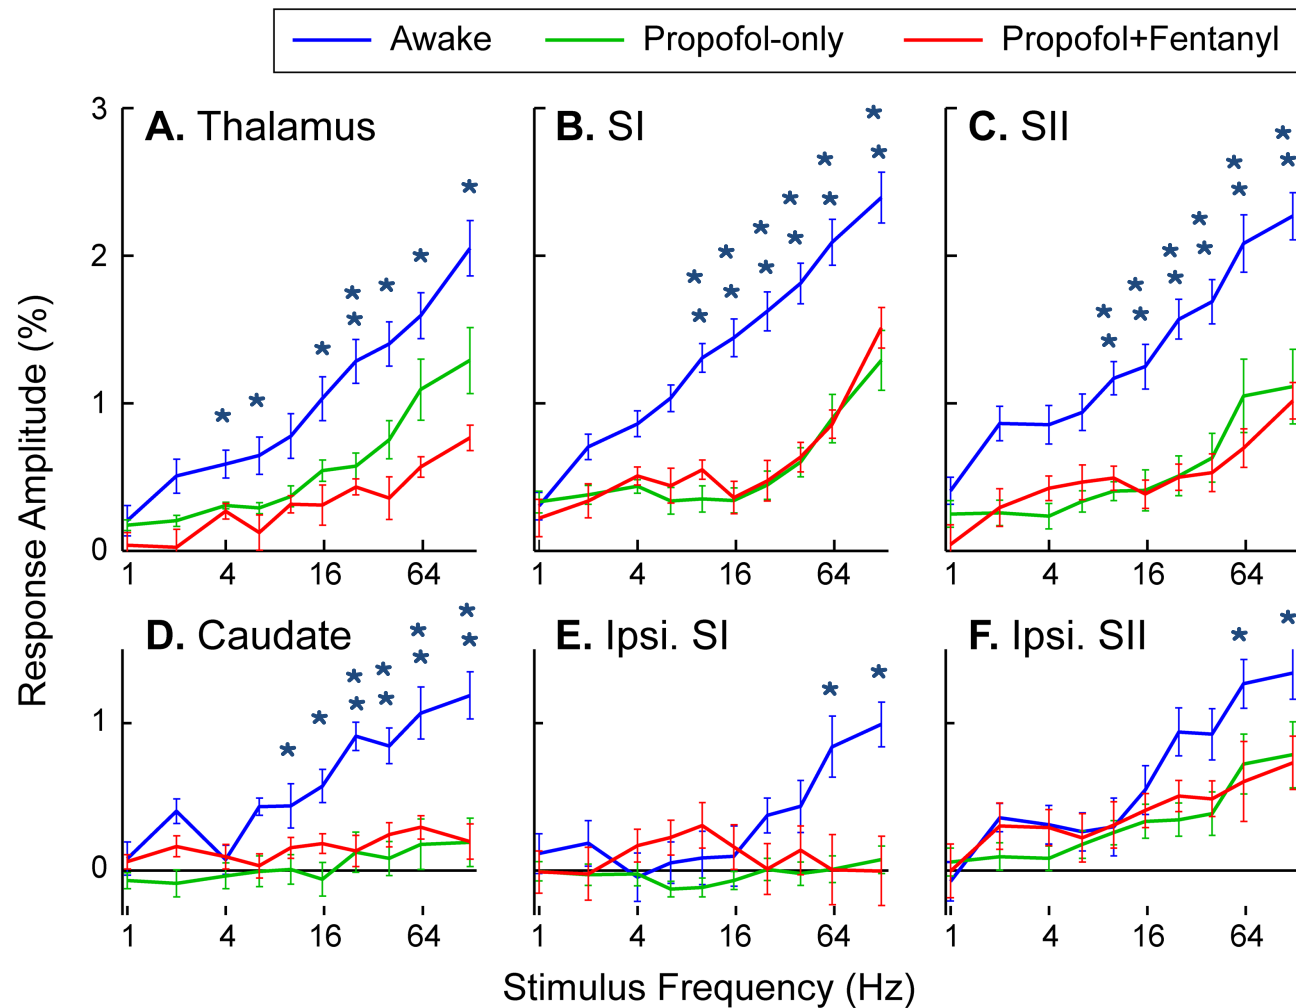 Awake Propofol-only Propofol+Fentanyl
Response Amplitude (%)
A. Thalamus
B. SI
C. SII
3
2
1
0
1 4 16 64
1 4 16 64
1 4 16 64
D. Caudate
E. Ipsi. SI
F. Ipsi. SII
1
0
1 4 16 64
1 4 16 64
1 4 16 64
Stimulus Frequency (Hz)